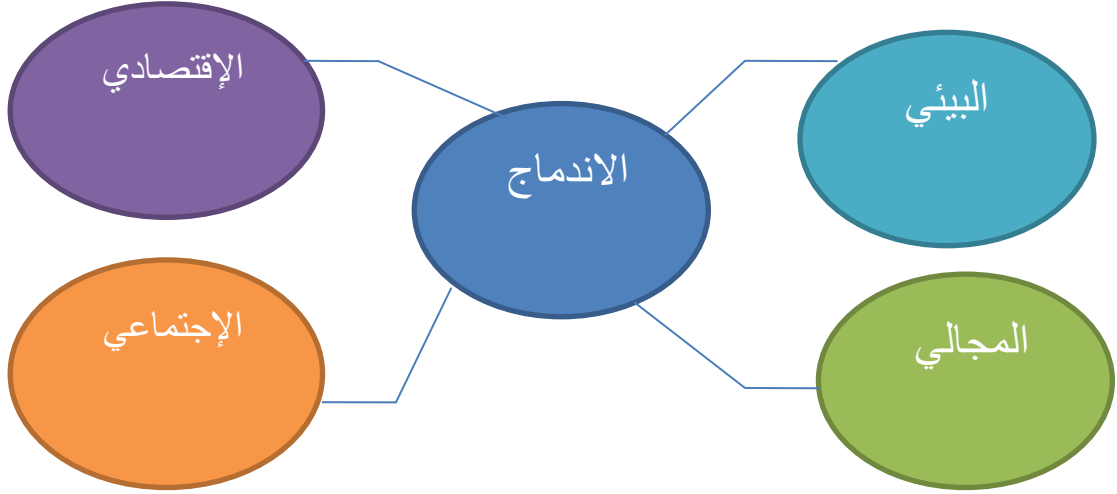 الإقتصادي
البيئي
الاندماج
الإجتماعي
المجالي